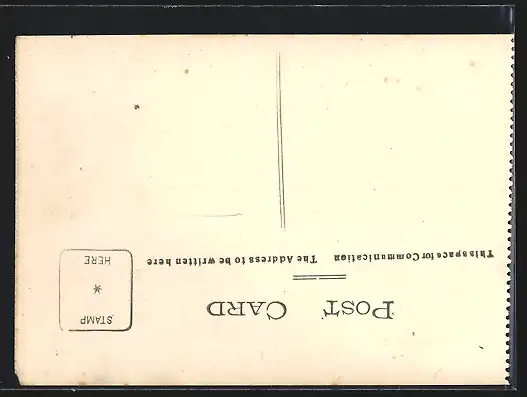 POST CARD
STAMP
*
HERE
This space for Communication The Address to be written here